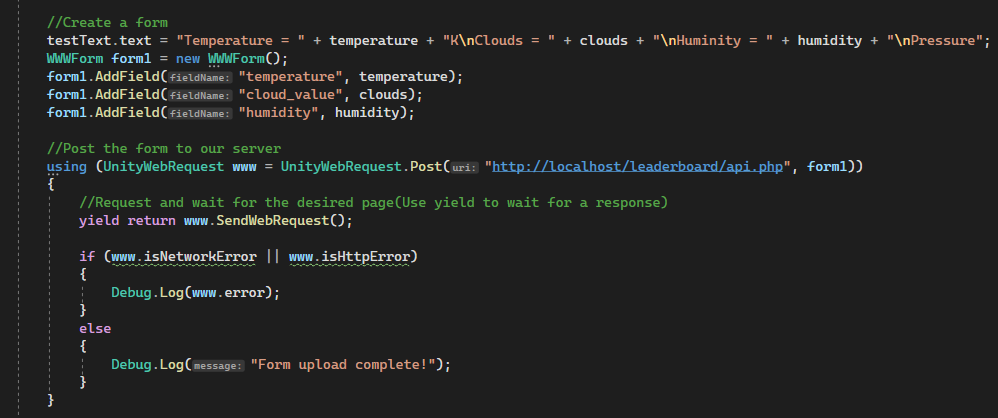 //Create a form
testText.text = "Temperature = " + temperature + "K\nClouds = " + clouds + "\nHuminity = " + humidity + "\nPressure";
WWWForm form1 = new WWWForm();
form1.AddField(fieldName: "temperature", temperature);
form1.AddField(fieldName: "cloud_value", clouds);
form1.AddField(fieldName: "humidity", humidity);
//Post the form to our server
using (UnityWebRequest www = UnityWebRequest.Post(uri: "http://localhost/leaderboard/api.php", form1))
{
//Request and wait for the desired page(Use yield to wait for a response)
yield return www.SendWebRequest();
if (www.isNetworkError || www.isHttpError)
{
Debug.Log(www.error);
}
else
{
Debug.Log(message: "Form upload complete!");
}
}